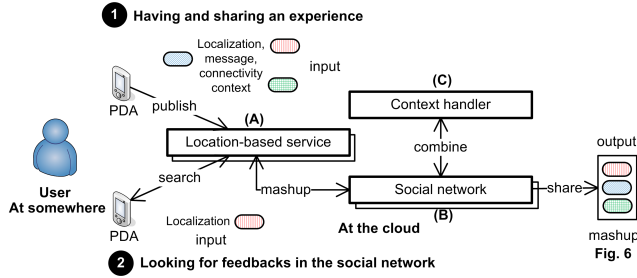 1 Having and sharing an experience
Localization,
message,
connectivity
context
input
PDA
publish
(A)
Location-based service
(C)
Context handler
combine
output
User
At somewhere
search
mashup
Social network
share
(B)
At the cloud
Localization
input
PDA
mashup
Fig. 6
2 Looking for feedbacks in the social network